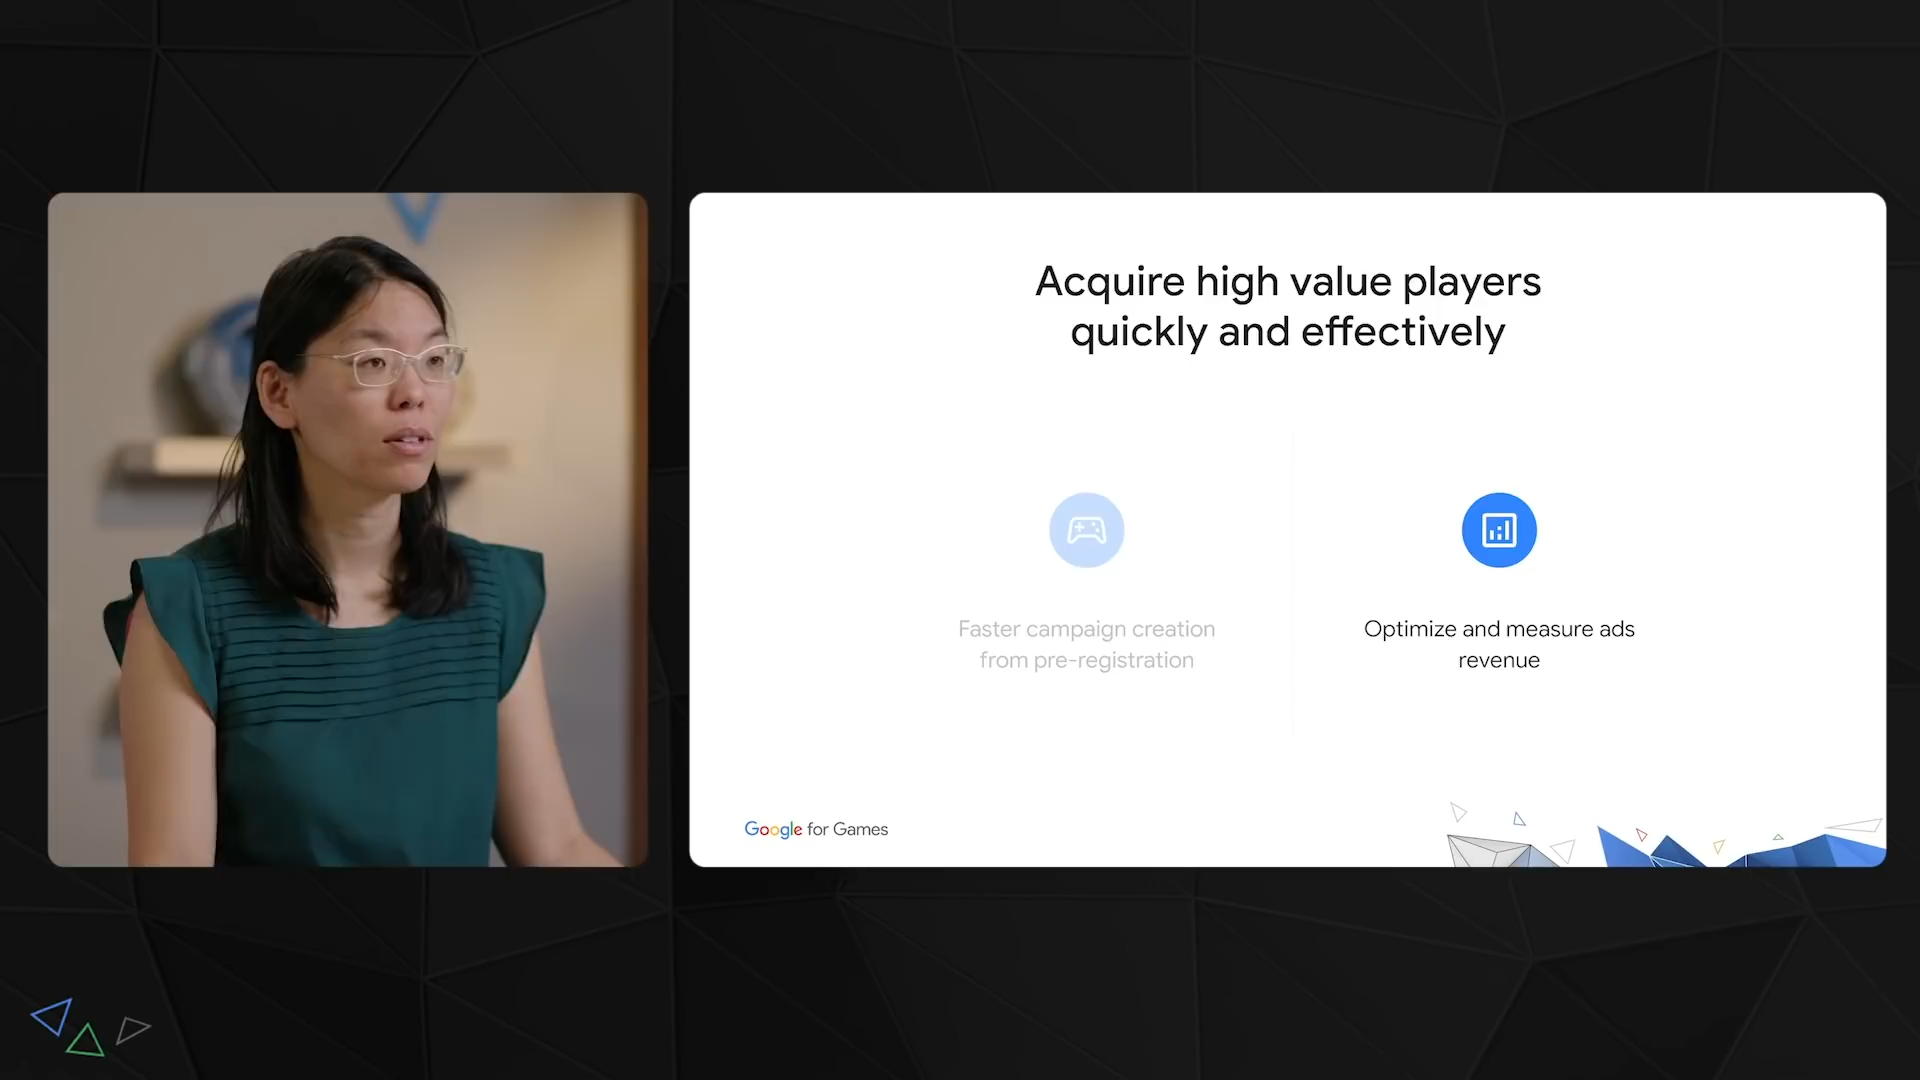 Acquire high value players
quickly and effectively
Faster campaign creation
from pre-registration
Optimize and measure ads
revenue
Google for Games